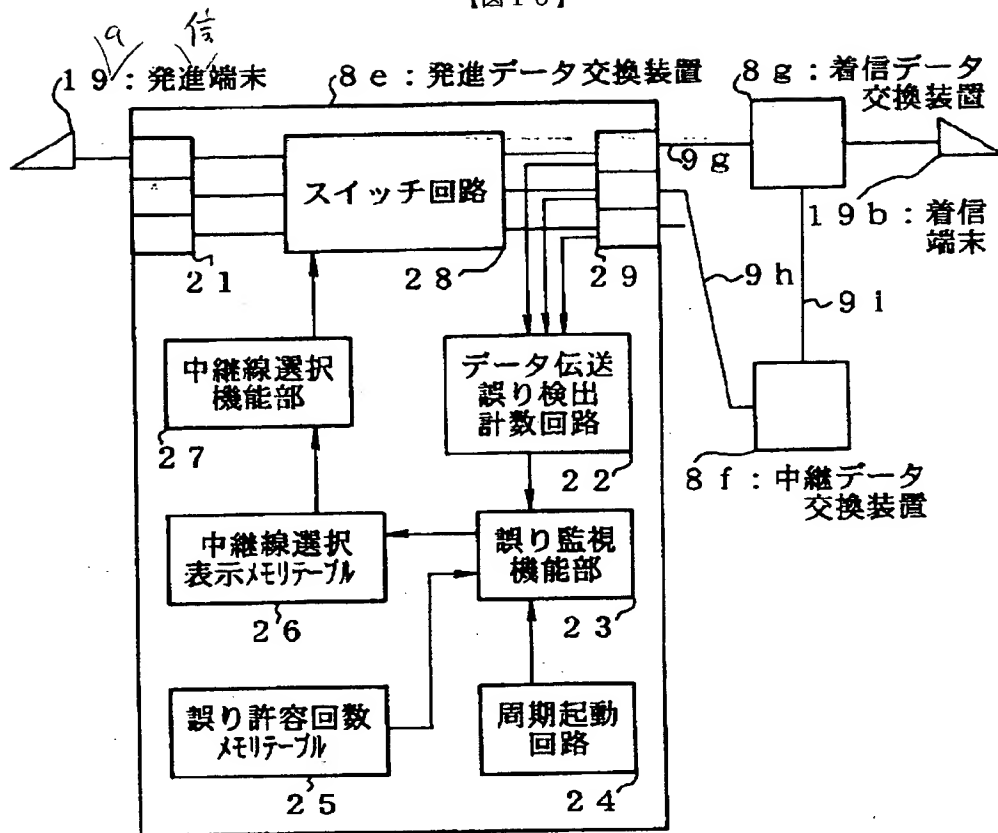 【図10】
a 信
19：発進端末
8e：発進データ交換装置
8g：着信データ
交換装置
9g
19b：着信
端末
スイッチ回路
21
28
29
9h
9i
中継線選択
機能部
27
データ伝送
誤り検出
計数回路
22
8f：中継データ
交換装置
中継線選択
表示メモリテーブル
26
誤り監視
機能部
23
誤り許容回数
メモリテーブル
25
周期起動
回路
24